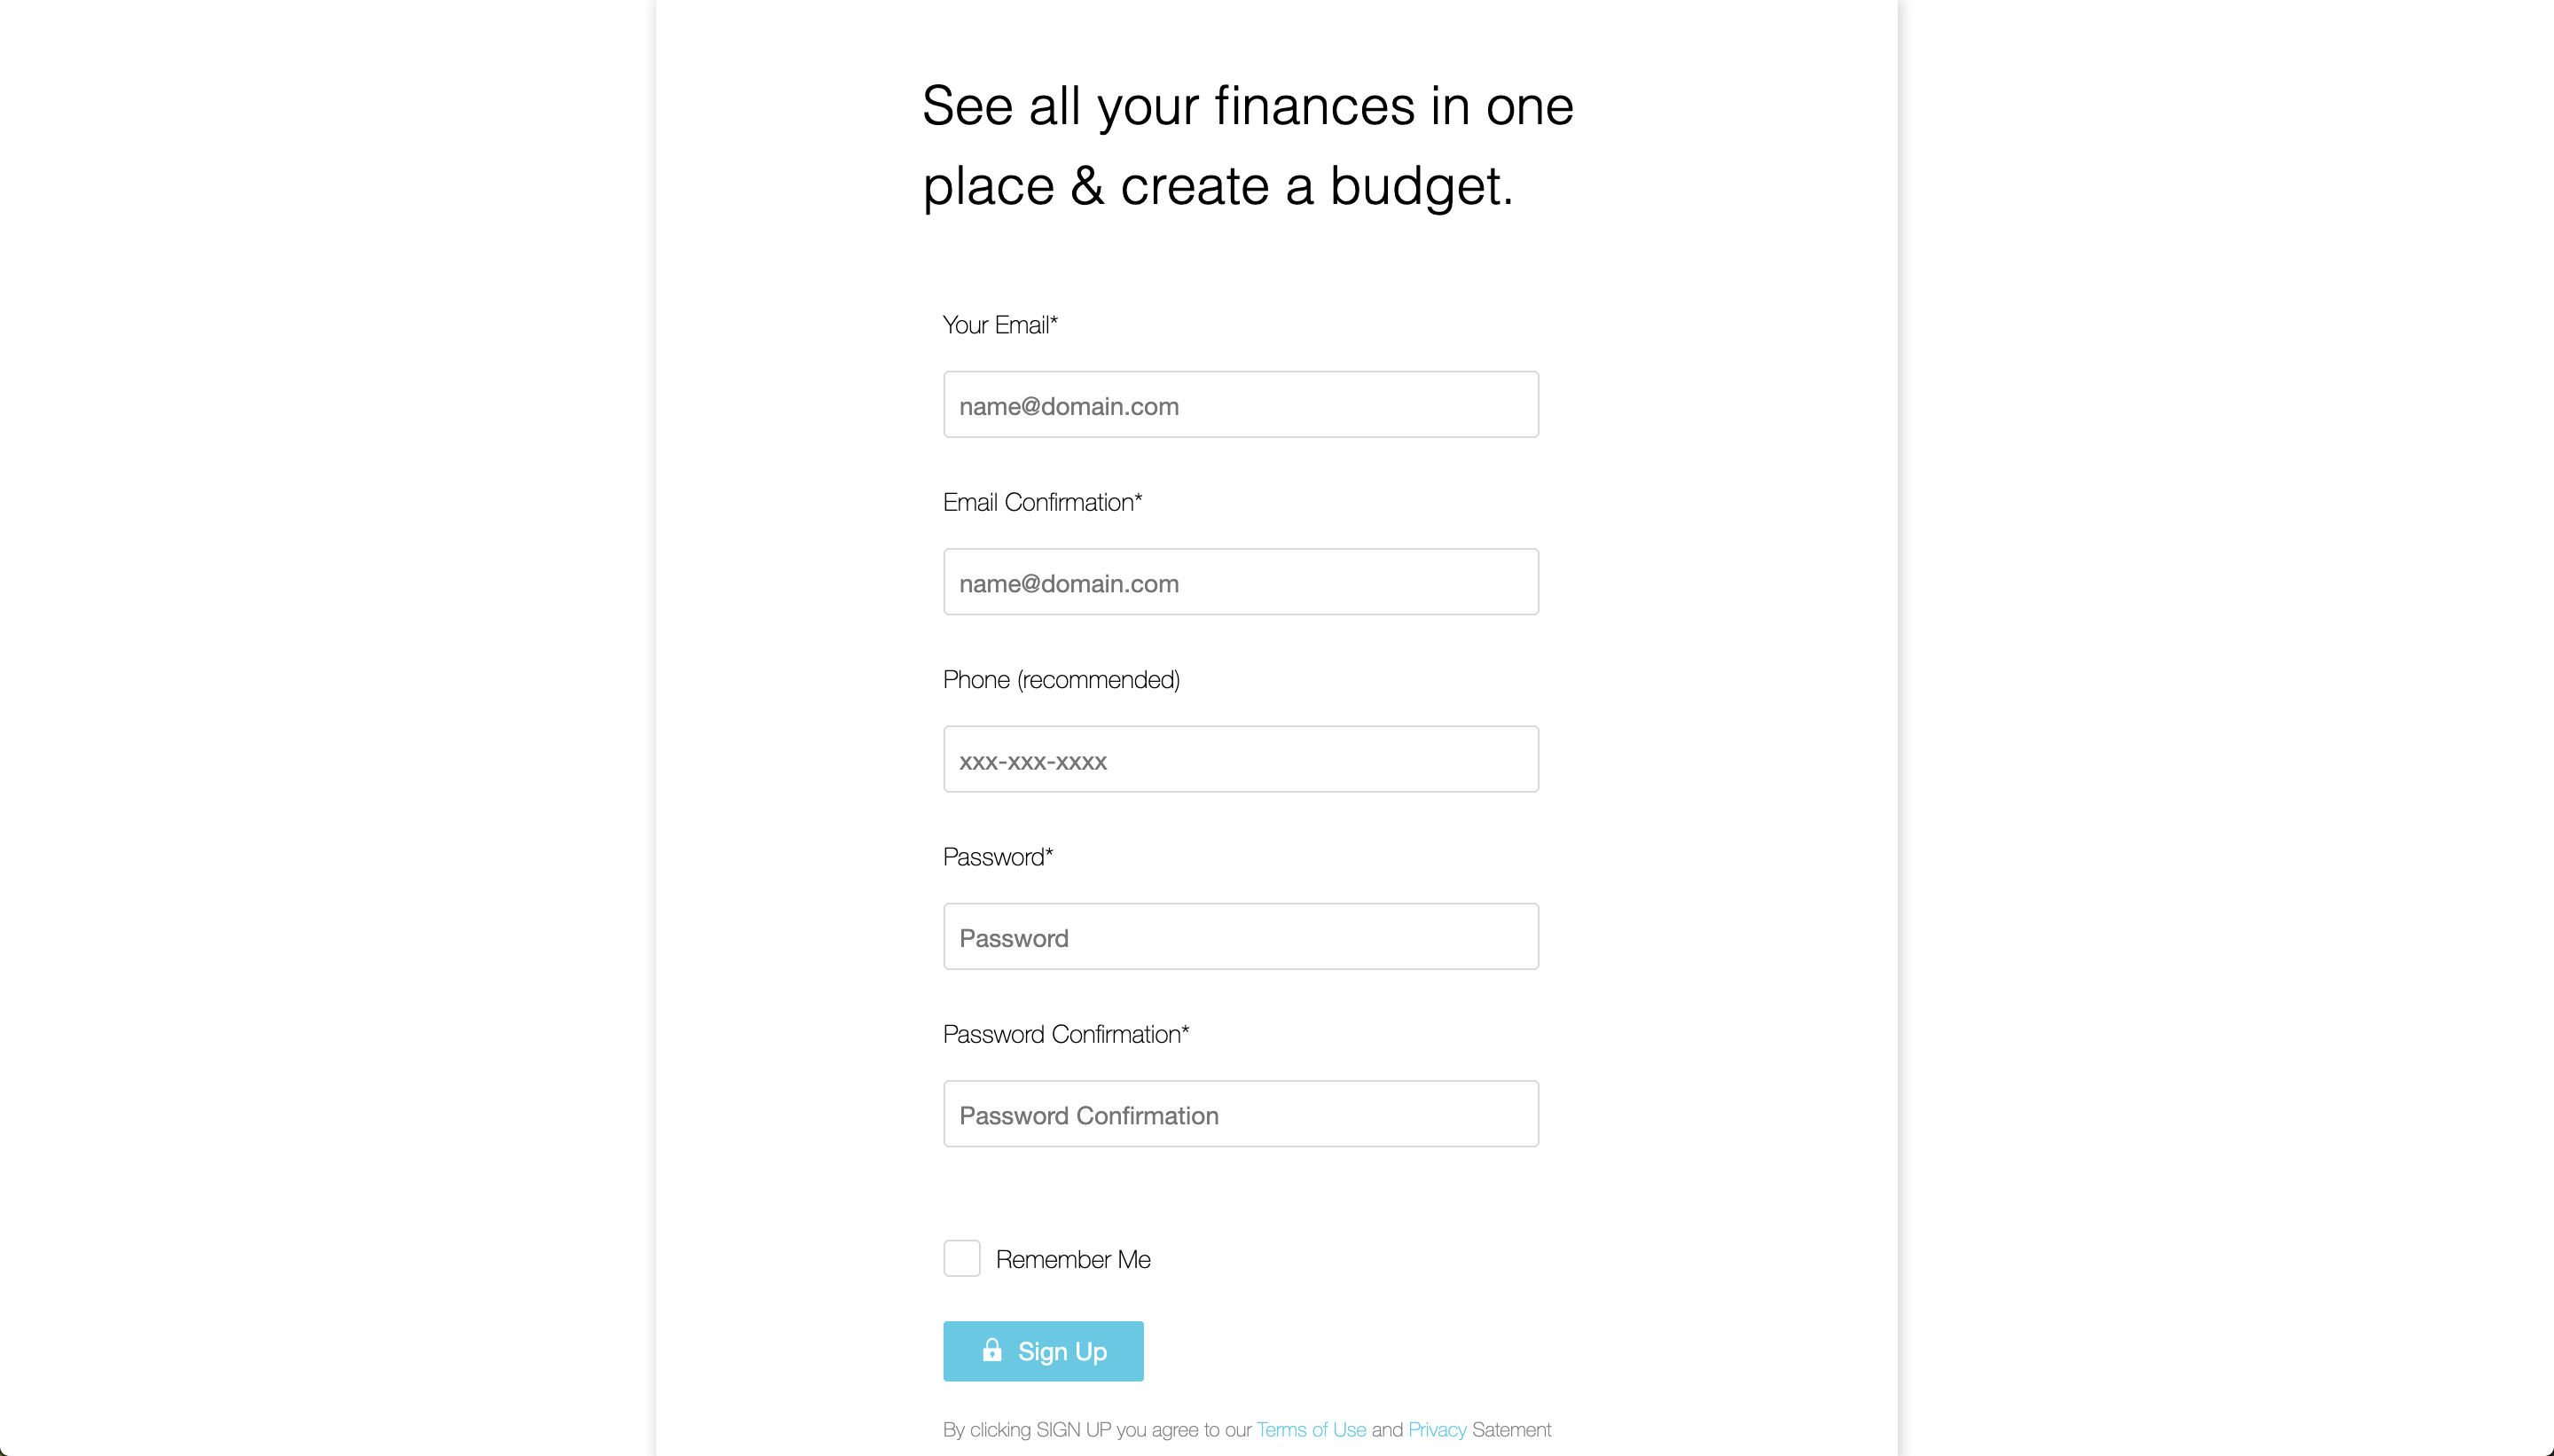 See all your finances in one
place & create a budget.
Your Email*
name@domain.com
Email Confirmation*
name@domain.com
Phone (recommended)
xxx-xxx-xxxx
Password*
Password
Password Confirmation*
Password Confirmation
Remember Me
Sign Up
By clicking SIGN UP you agree to our Terms of Use and Privacy Satement